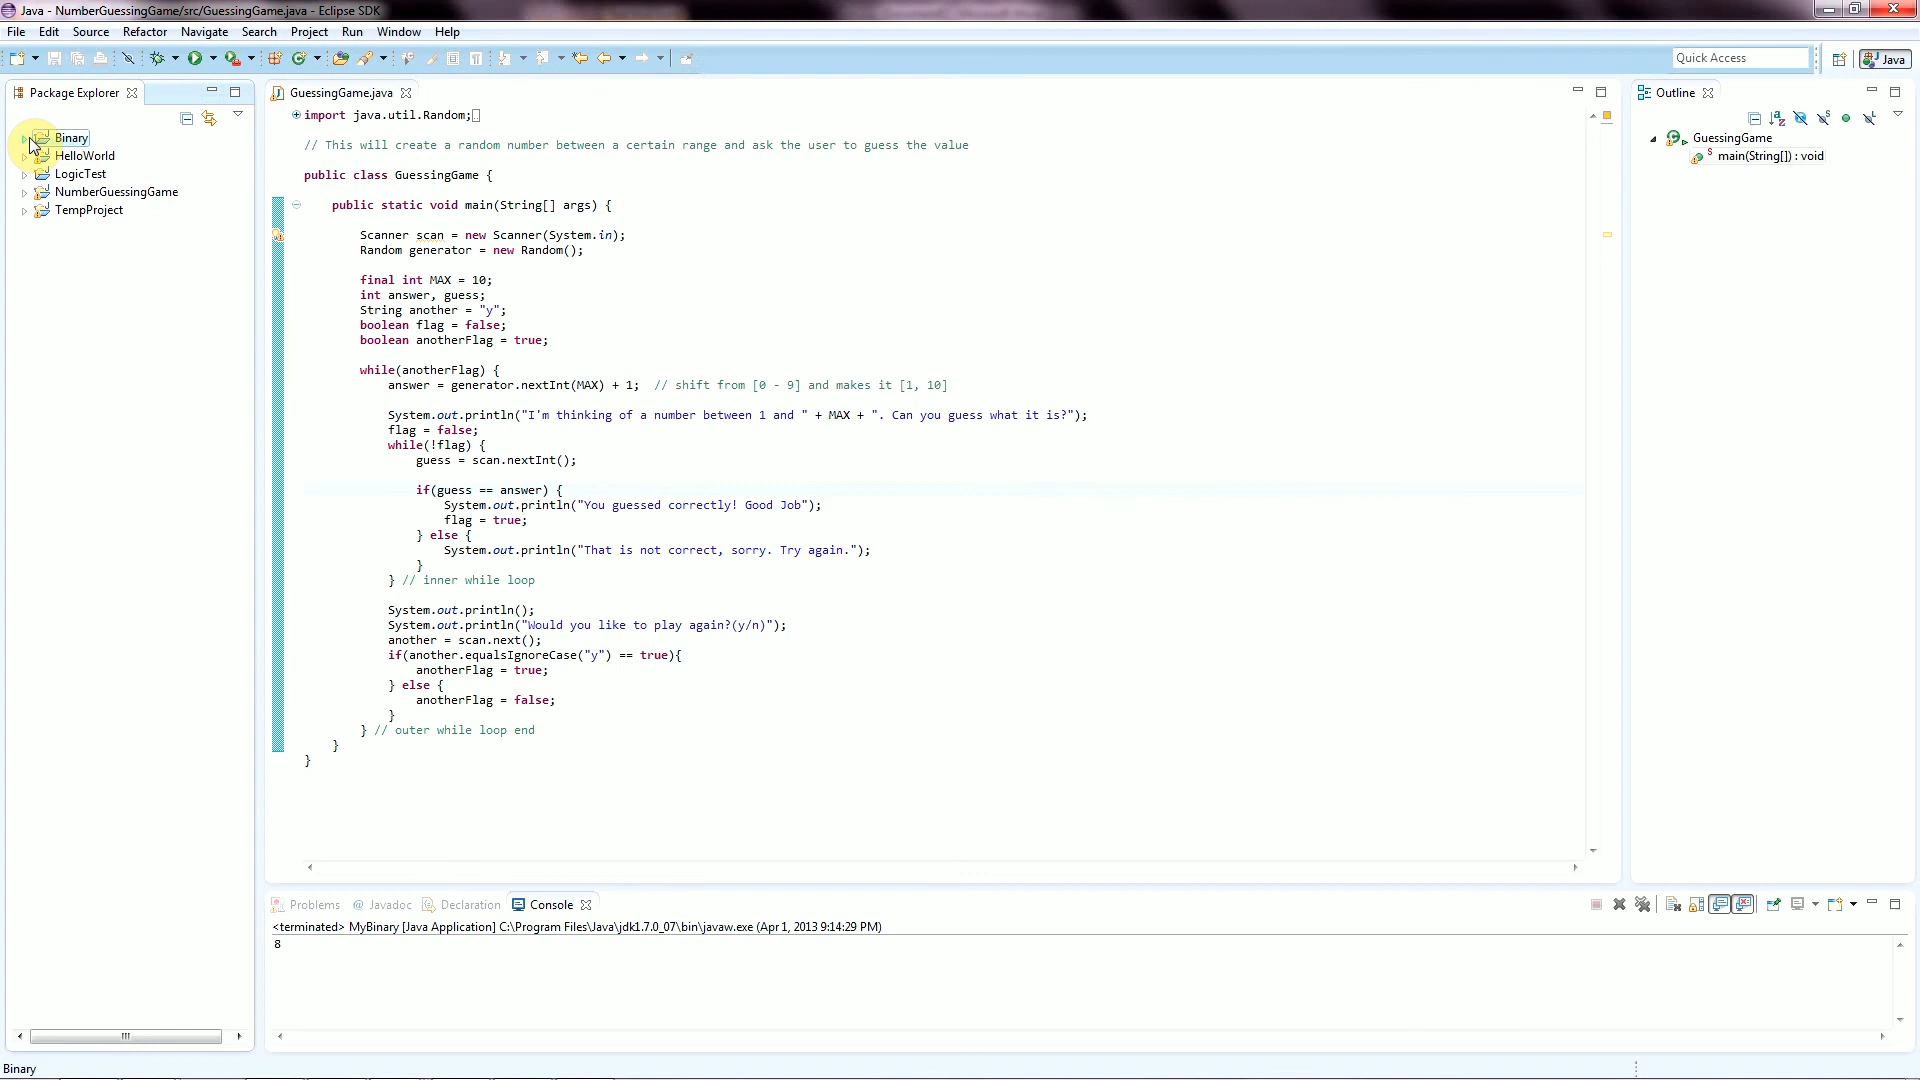 Java - NumberGuessingGame/src/GuessingGame.java - Eclipse SDK
File Edit Source Refactor Navigate Search Project Run Window Help
Quick Access
Java
Package Explorer
Binary
HelloWorld
LogicTest
NumberGuessingGame
TempProject
GuessingGame.java
import java.util.Random;
// This will create a random number between a certain range and ask the user to guess the value
public class GuessingGame {
public static void main(String[] args) {
Scanner scan = new Scanner(System.in);
Random generator = new Random();
final int MAX = 10;
int answer, guess;
String another = "y";
boolean flag = false;
boolean anotherFlag = true;
while(anotherFlag) {
answer = generator.nextInt(MAX) + 1;  // shift from [0 - 9] and makes it [1, 10]
System.out.println("I'm thinking of a number between 1 and " + MAX + ". Can you guess what it is?");
flag = false;
while(!flag) {
guess = scan.nextInt();
if(guess == answer) {
System.out.println("You guessed correctly! Good Job");
flag = true;
} else {
System.out.println("That is not correct, sorry. Try again.");
}
} // inner while loop
System.out.println();
System.out.println("Would you like to play again?(y/n)");
another = scan.next();
if(another.equalsIgnoreCase("y") == true){
anotherFlag = true;
} else {
anotherFlag = false;
}
} // outer while loop end
}
}
Outline
GuessingGame
main(String[]) : void
Problems @ Javadoc Declaration Console
<terminated> MyBinary [Java Application] C:\Program Files\Java\jdk1.7.0_07\bin\javaw.exe (Apr 1, 2013 9:14:29 PM)
8
Binary